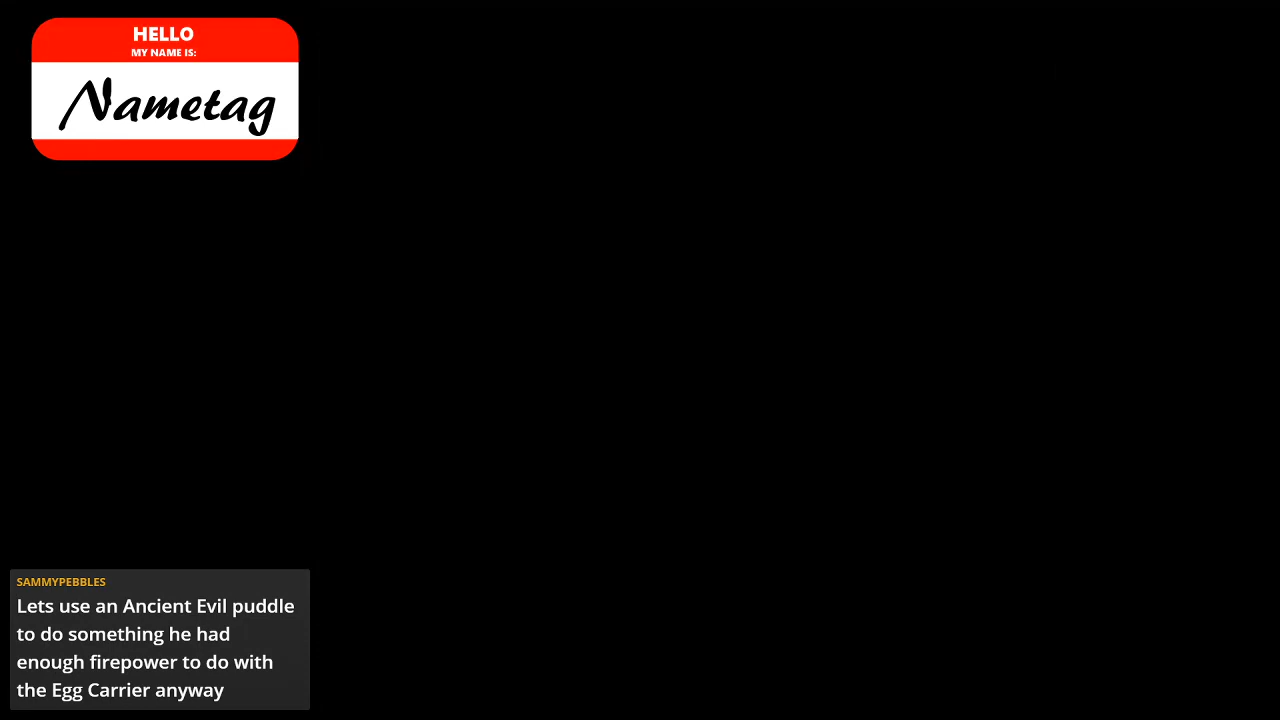 HELLO
MY NAME IS:
Nametag
SAMMYPEBBLES
Lets use an Ancient Evil puddle
to do something he had
enough firepower to do with
the Egg Carrier anyway